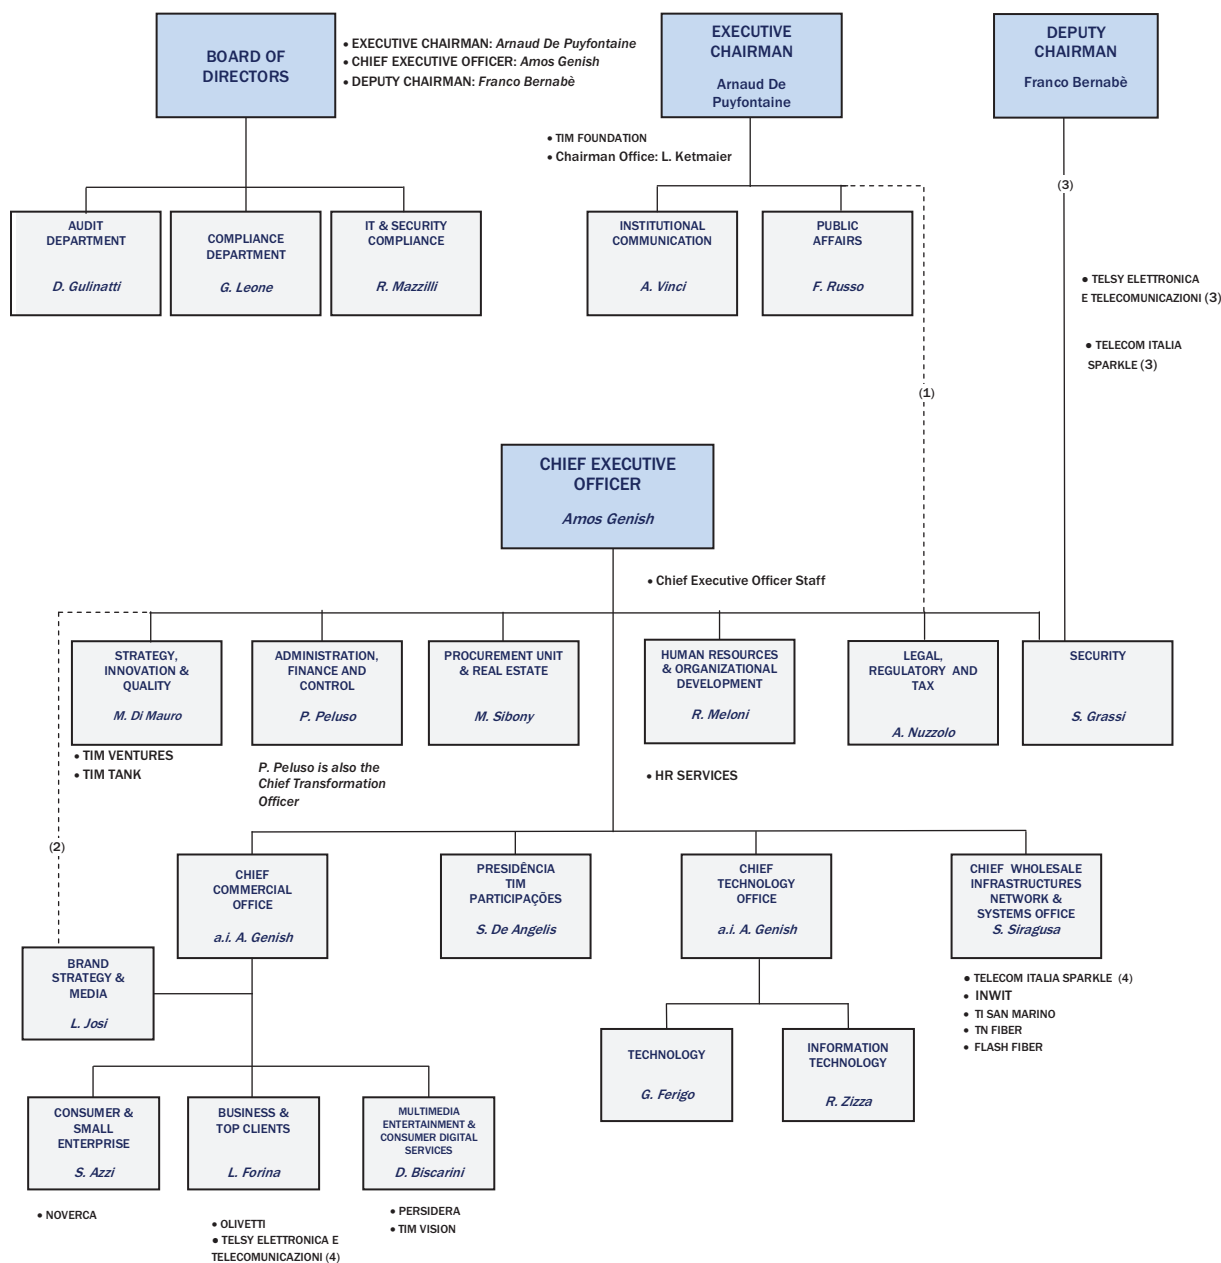 BOARD OF
DIRECTORS
• EXECUTIVE CHAIRMAN: Arnaud De Puyfontaine
• CHIEF EXECUTIVE OFFICER: Amos Genish
• DEPUTY CHAIRMAN: Franco Bernabè
EXECUTIVE
CHAIRMAN
Arnaud De
Puyfontaine
DEPUTY
CHAIRMAN
Franco Bernabè
• TIM FOUNDATION
• Chairman Office: L. Ketmaier
(3)
AUDIT
DEPARTMENT
D. Gulinatti
COMPLIANCE
DEPARTMENT
G. Leone
IT & SECURITY
COMPLIANCE
R. Mazzilli
INSTITUTIONAL
COMMUNICATION
A. Vinci
PUBLIC
AFFAIRS
F. Russo
• TELSY ELETTRONICA
E TELECOMUNICAZIONI (3)
• TELECOM ITALIA
SPARKLE (3)
(1)
CHIEF EXECUTIVE
OFFICER
Amos Genish
• Chief Executive Officer Staff
STRATEGY,
INNOVATION &
QUALITY
M. Di Mauro
ADMINISTRATION,
FINANCE AND
CONTROL
P. Peluso
PROCUREMENT UNIT
& REAL ESTATE
M. Sibony
HUMAN RESOURCES
& ORGANIZATIONAL
DEVELOPMENT
R. Meloni
LEGAL,
REGULATORY AND
TAX
A. Nuzzolo
SECURITY
S. Grassi
• TIM VENTURES
• TIM TANK
P. Peluso is also the
Chief Transformation
Officer
• HR SERVICES
(2)
CHIEF
COMMERCIAL
OFFICE
a.i. A. Genish
PRESIDÊNCIA
TIM
PARTICIPAÇÕES
S. De Angelis
CHIEF
TECHNOLOGY
OFFICE
a.i. A. Genish
CHIEF WHOLESALE
INFRASTRUCTURES
NETWORK &
SYSTEMS OFFICE
S. Siragusa
BRAND
STRATEGY &
MEDIA
L. Josi
• TELECOM ITALIA SPARKLE (4)
• INWIT
• TI SAN MARINO
• TN FIBER
• FLASH FIBER
TECHNOLOGY
G. Ferigo
INFORMATION
TECHNOLOGY
R. Zizza
CONSUMER &
SMALL
ENTERPRISE
S. Azzi
BUSINESS &
TOP CLIENTS
L. Forina
MULTIMEDIA
ENTERTAINMENT &
CONSUMER DIGITAL
SERVICES
D. Biscarini
• NOVERCA
• OLIVETTI
• TELSY ELETTRONICA E
TELECOMUNICAZIONI (4)
• PERSIDERA
• TIM VISION